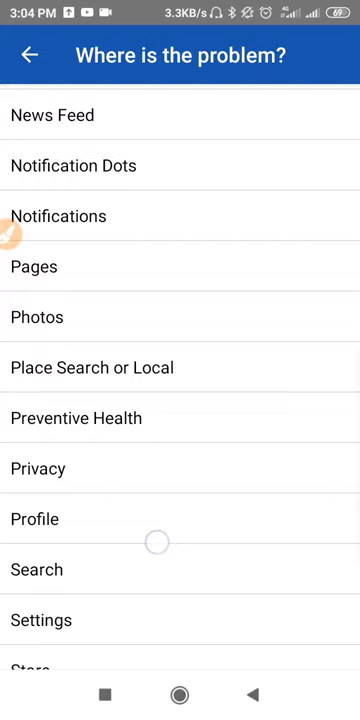 3:04 PM 3.3KB/s 4G 69
Where is the problem?
News Feed
Notification Dots
Notifications
Pages
Photos
Place Search or Local
Preventive Health
Privacy
Profile
Search
Settings